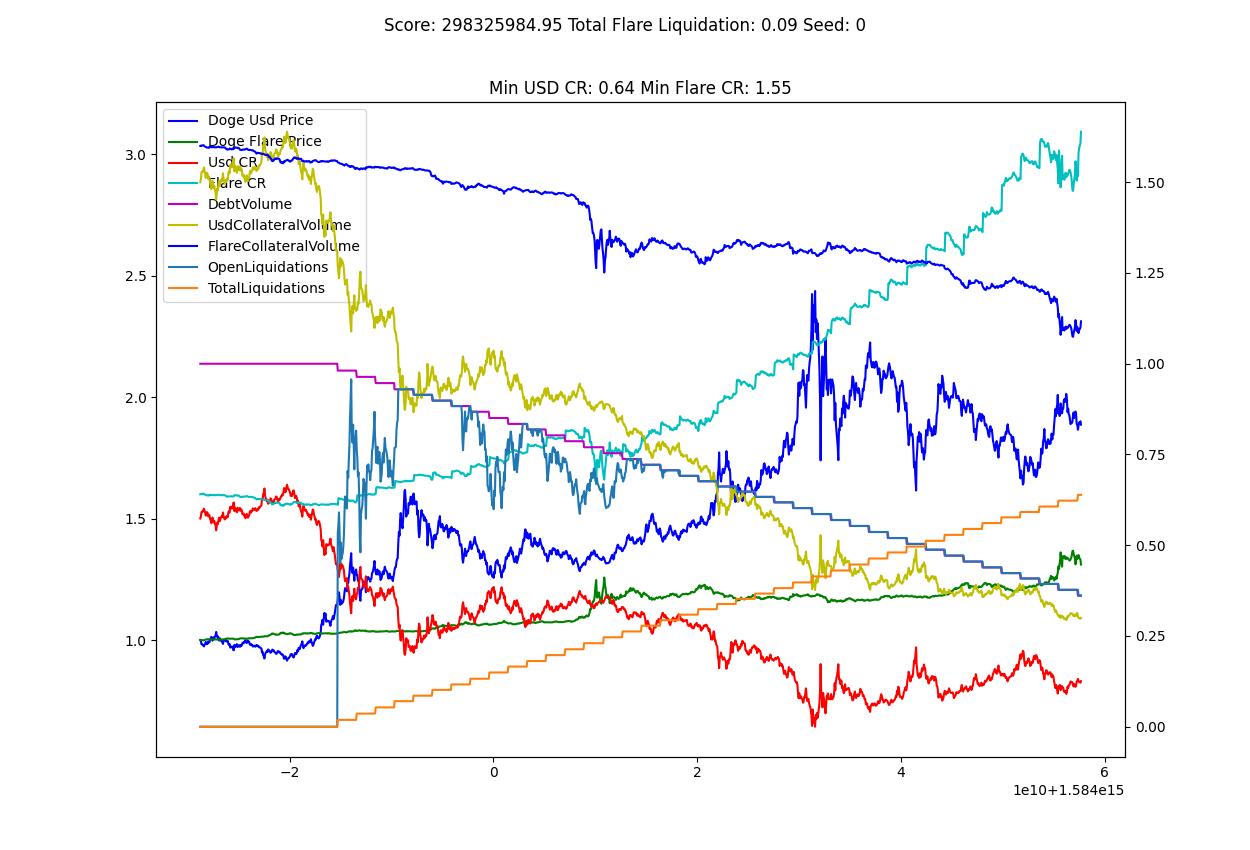 Score: 298325984.95 Total Flare Liquidation: 0.09 Seed: 0
Min USD CR: 0.64 Min Flare CR: 1.55
Doge Usd Price
Doge Flare Price
Usd CR
Flare CR
DebtVolume
UsdCollateralVolume
FlareCollateralVolume
OpenLiquidations
TotalLiquidations
3.0
2.5
2.0
1.5
1.0
1.50
1.25
1.00
0.75
0.50
0.25
0.00
−2 0 2 4 6
1e10+1.584e15